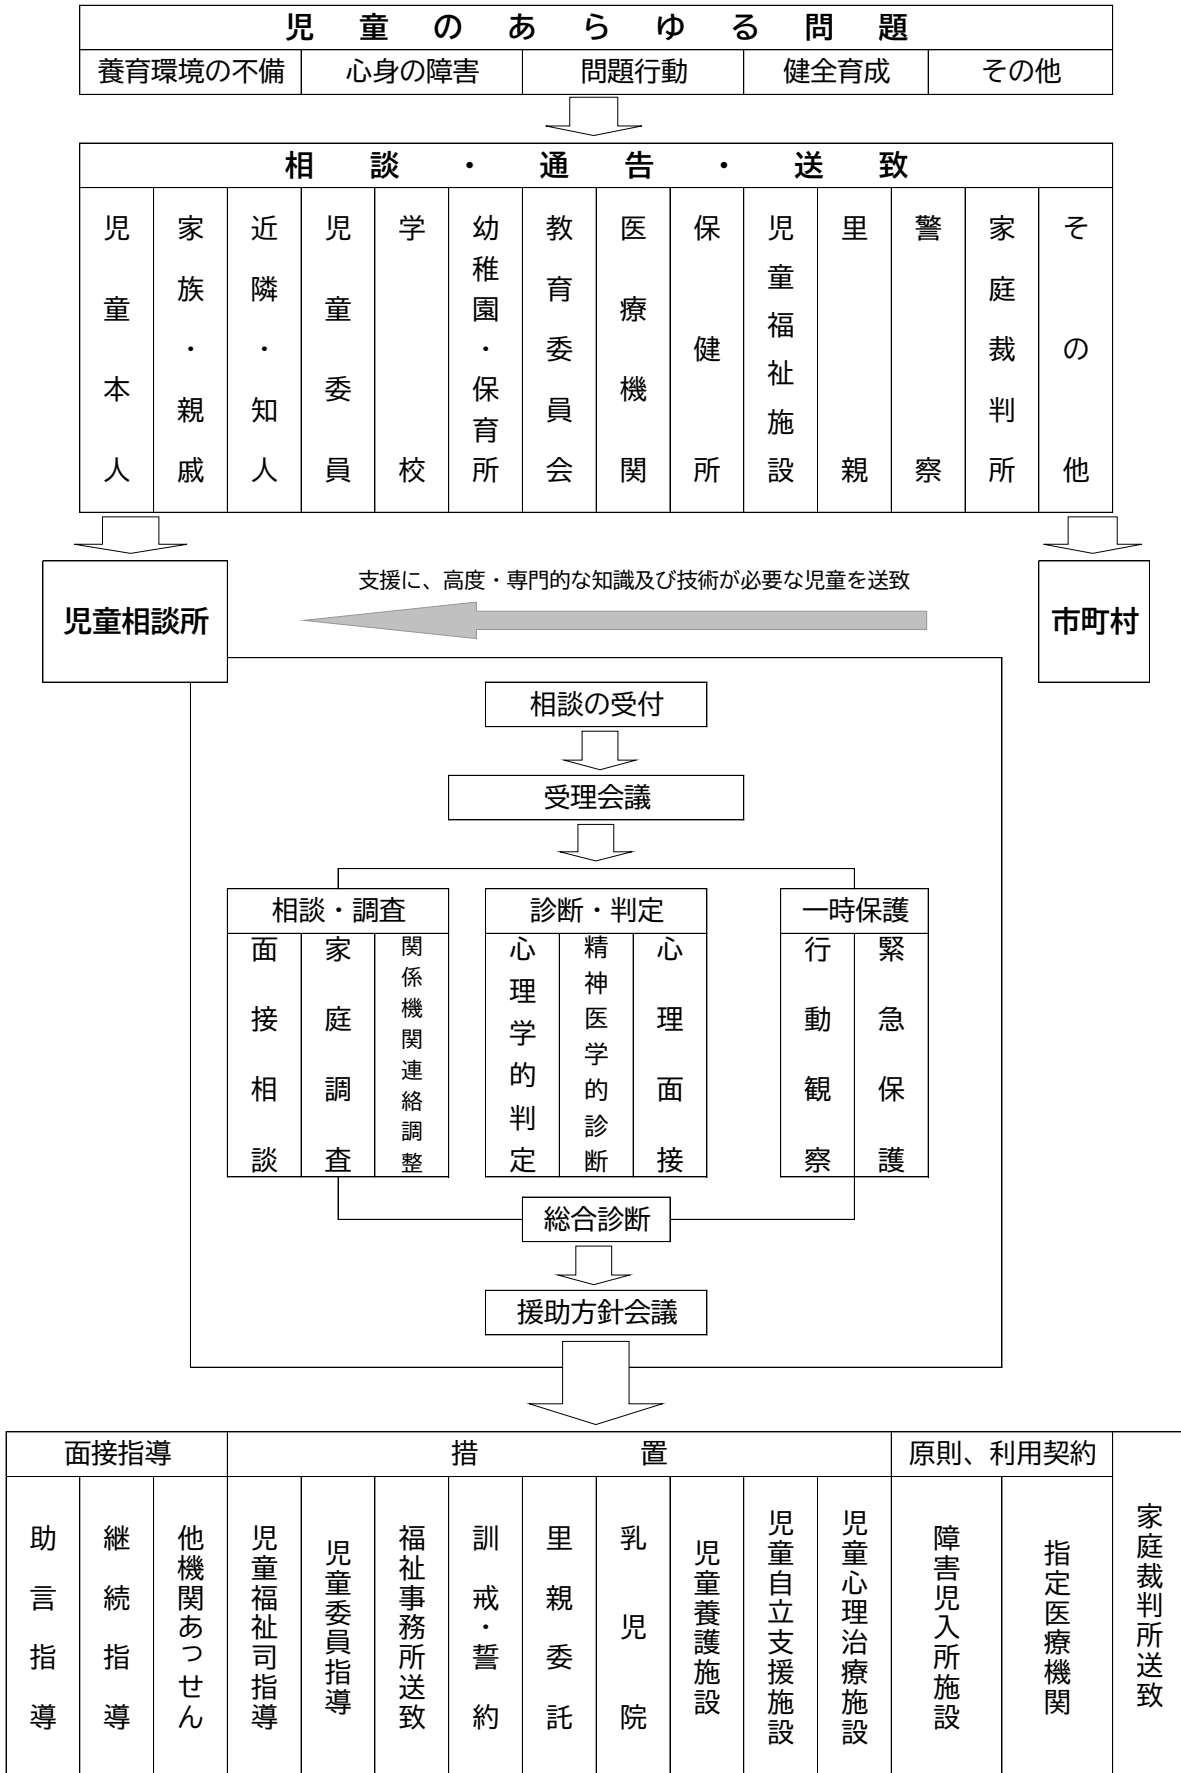 児童のあらゆる問題
養育環境の不備
心身の障害
問題行動
健全育成
その他
相談・通告・送致
児童本人
家族・親戚
近隣・知人
児童委員
学校
幼稚園・保育所
教育委員会
医療機関
保健所
児童福祉施設
里親
警察
家庭裁判所
その他
支援に、高度・専門的な知識及び技術が必要な児童を送致
児童相談所
市町村
相談の受付
受理会議
相談・調査
面接相談
家庭調査
関係機関連絡調整
診断・判定
心理学的判定
精神医学的診断
心理面接
一時保護
行動観察
緊急保護
総合診断
援助方針会議
面接指導
助言指導
継続指導
他機関あっせん
措置
児童福祉司指導
児童委員指導
福祉事務所送致
訓戒・誓約
里親委託
乳児院
児童養護施設
児童自立支援施設
児童心理治療施設
原則、利用契約
障害児入所施設
指定医療機関
家庭裁判所送致